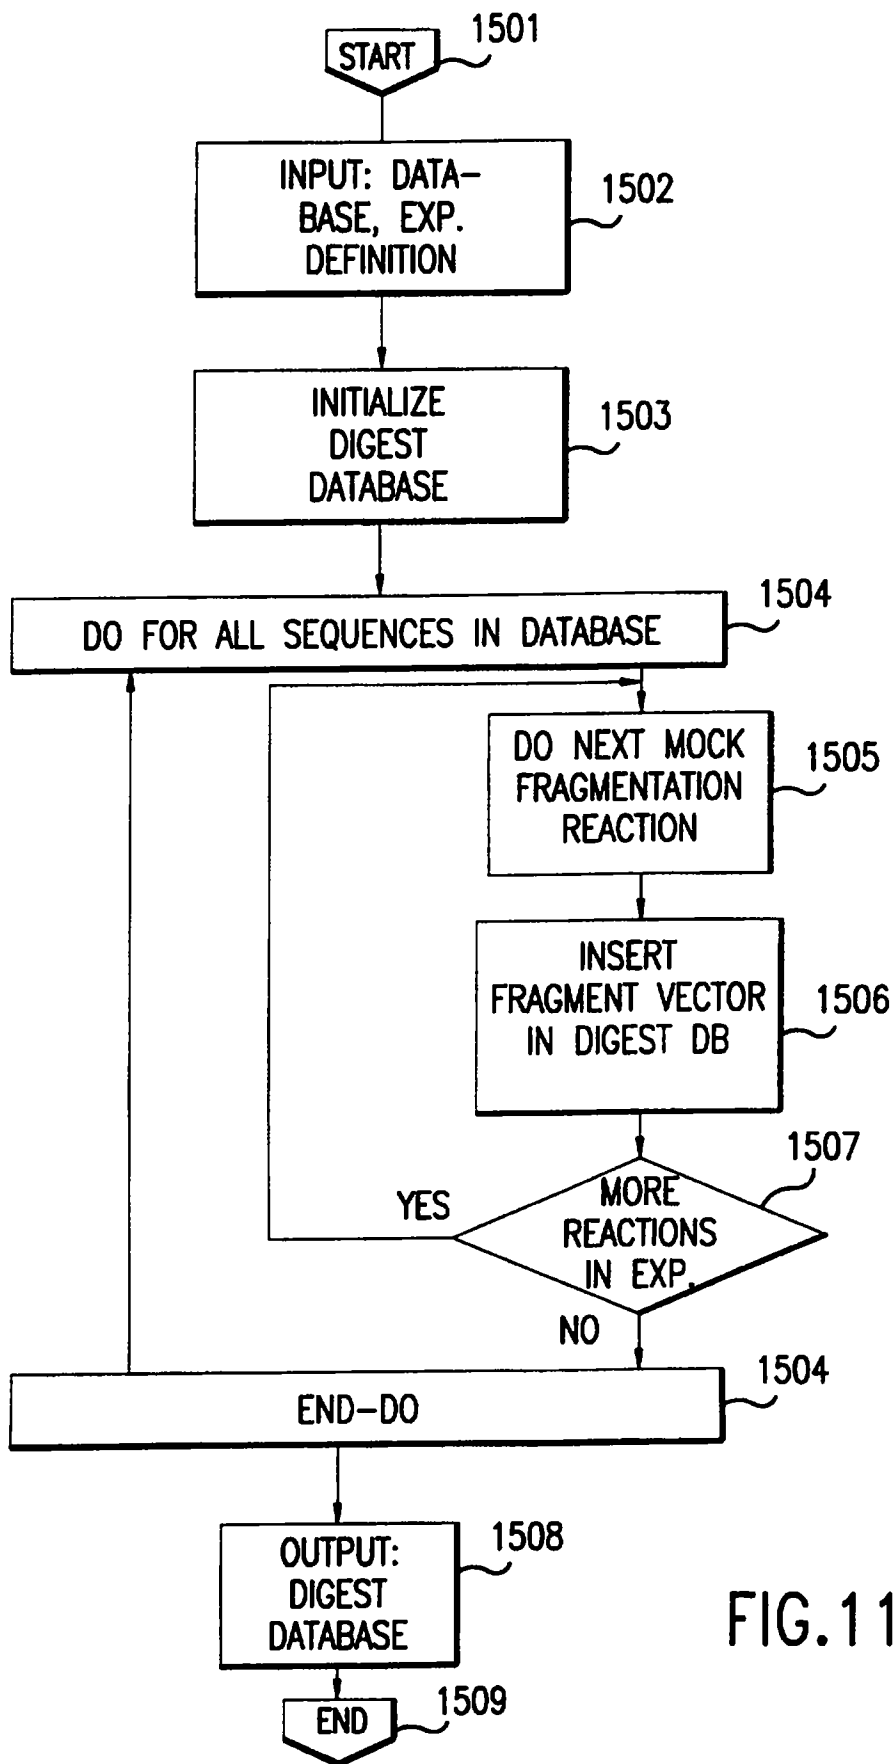 START
1501
INPUT: DATA-
BASE, EXP.
DEFINITION
1502
INITIALIZE
DIGEST
DATABASE
1503
DO FOR ALL SEQUENCES IN DATABASE
1504
DO NEXT MOCK
FRAGMENTATION
REACTION
1505
INSERT
FRAGMENT VECTOR
IN DIGEST DB
1506
MORE
REACTIONS
IN EXP.
1507
YES
NO
END-DO
1504
OUTPUT:
DIGEST
DATABASE
1508
END
1509
FIG.11